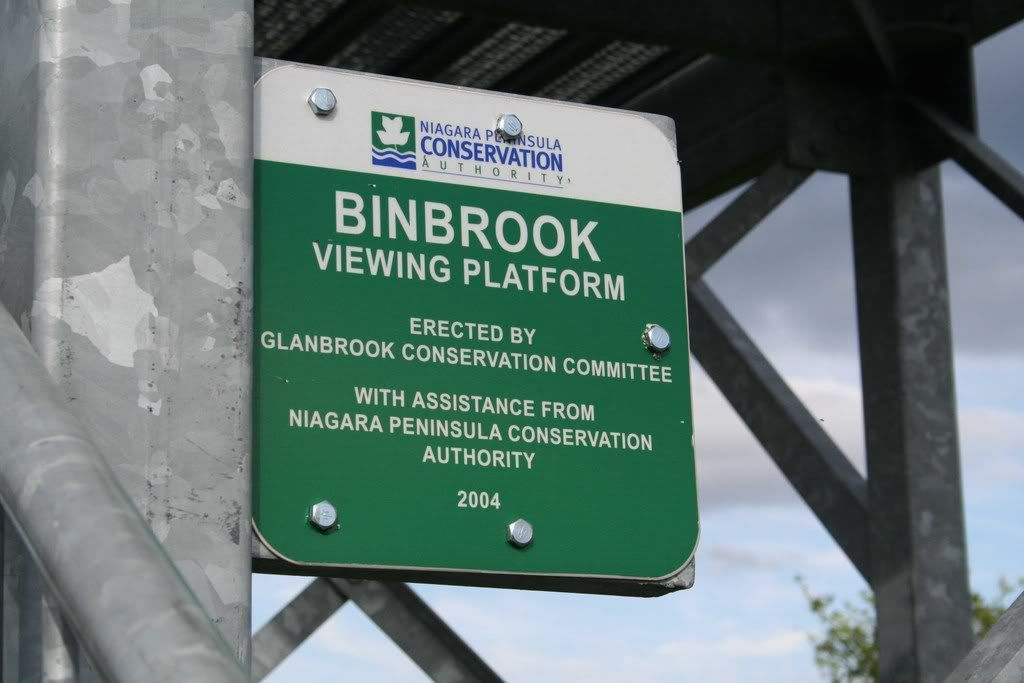 NIAGARA PENINSULA
CONSERVATION
AUTHORITY
BINBROOK
VIEWING PLATFORM
ERECTED BY
GLANBROOK CONSERVATION COMMITTEE
WITH ASSISTANCE FROM
NIAGARA PENINSULA CONSERVATION
AUTHORITY
2004